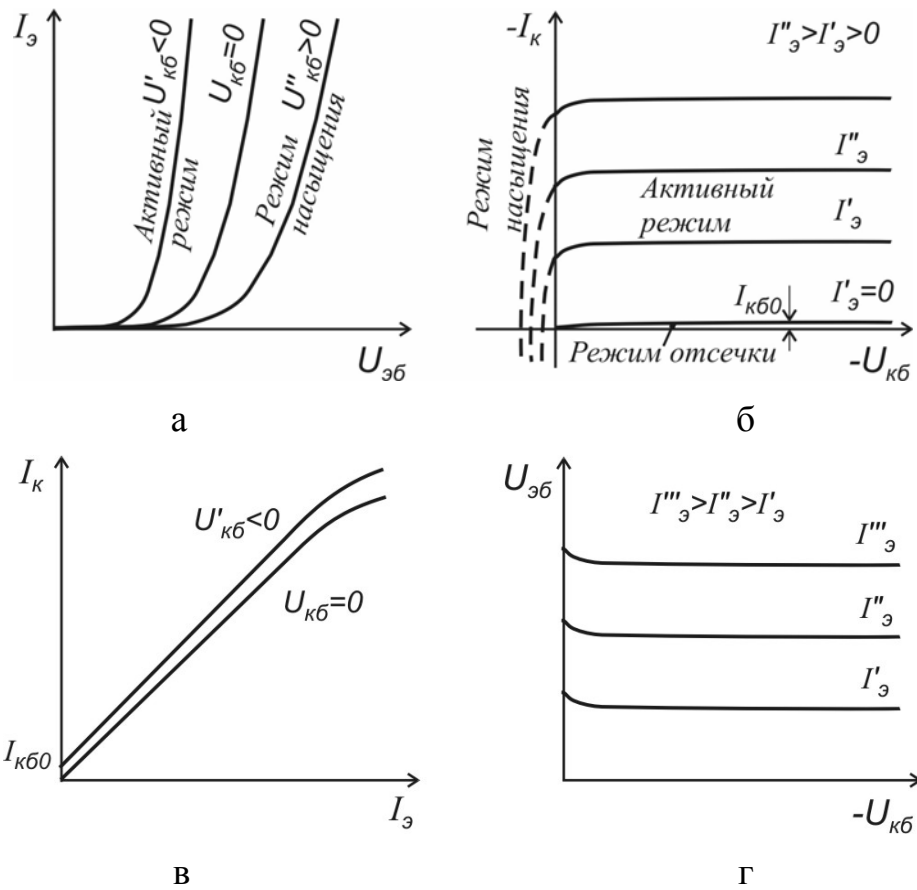 Iэ
U'кб<0
Активный
режим
Uкб=0
U"кб>0
Режим
насыщения
Uэб
а
-Iк
I"э>I'э>0
Режим
насыщения
I"э
Активный
режим
I'э
Iкб0
I'э=0
Режим отсечки
-Uкб
б
Iк
U'кб<0
Uкб=0
Iкб0
Iэ
в
Uэб
I'''э>I"э>I'э
I'''э
I"э
I'э
-Uкб
г